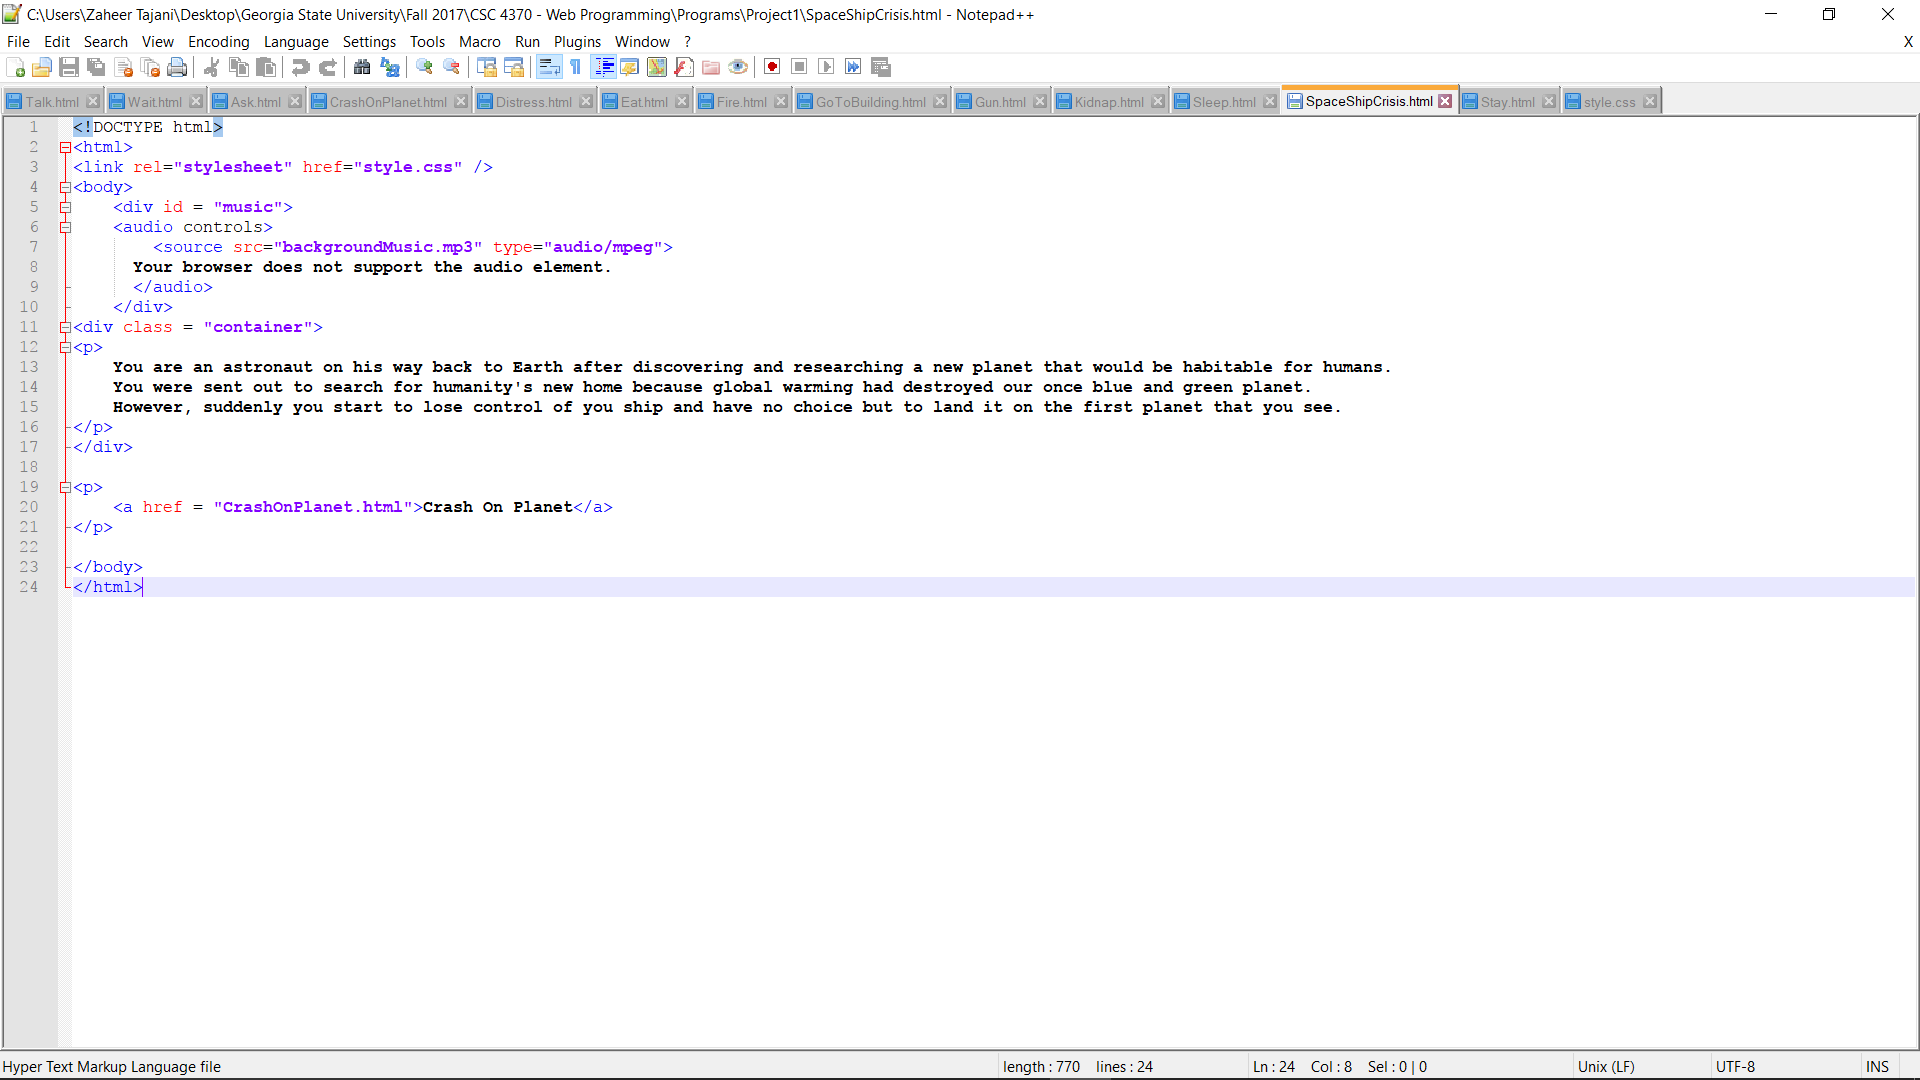 C:\Users\Zaheer Tajani\Desktop\Georgia State University\Fall 2017\CSC 4370 - Web Programming\Programs\Project1\SpaceShipCrisis.html - Notepad++
File Edit Search View Encoding Language Settings Tools Macro Run Plugins Window ? X
Talk.html Wait.html Ask.html CrashOnPlanet.html Distress.html Eat.html Fire.html GoToBuilding.html Gun.html Kidnap.html Sleep.html SpaceShipCrisis.html Stay.html style.css
1 <!DOCTYPE html>
2 <html>
3 <link rel="stylesheet" href="style.css" />
4 <body>
5 <div id = "music">
6 <audio controls>
7 <source src="backgroundMusic.mp3" type="audio/mpeg">
8 Your browser does not support the audio element.
9 </audio>
10 </div>
11 <div class = "container">
12 <p>
13 You are an astronaut on his way back to Earth after discovering and researching a new planet that would be habitable for humans.
14 You were sent out to search for humanity's new home because global warming had destroyed our once blue and green planet.
15 However, suddenly you start to lose control of you ship and have no choice but to land it on the first planet that you see.
16 </p>
17 </div>
18
19 <p>
20 <a href = "CrashOnPlanet.html">Crash On Planet</a>
21 </p>
22
23 </body>
24 </html>
Hyper Text Markup Language file length : 770 lines : 24 Ln : 24 Col : 8 Sel : 0 | 0 Unix (LF) UTF-8 INS